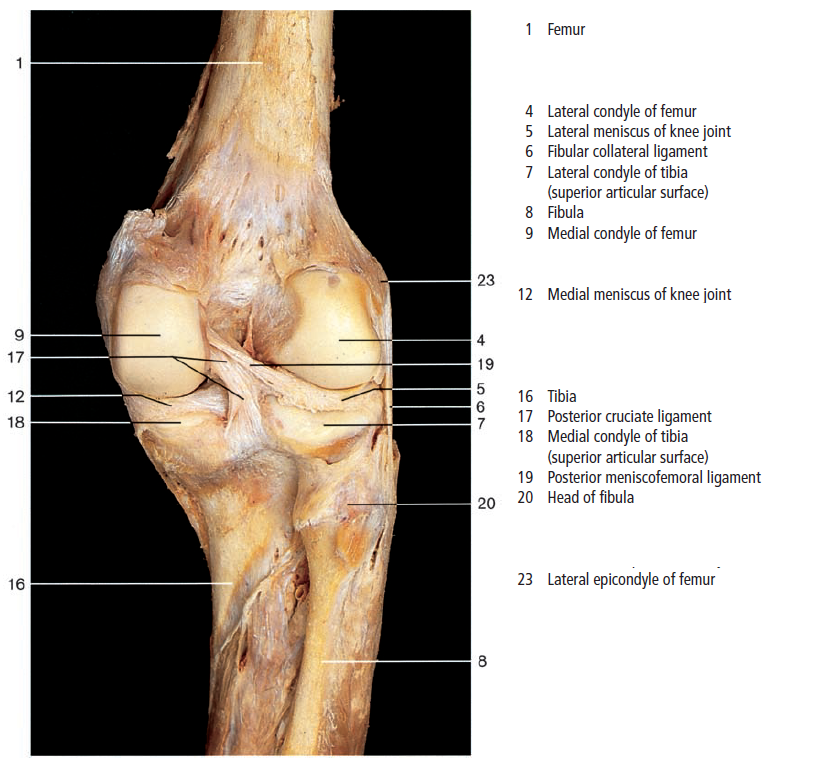 1 Femur
4 Lateral condyle of femur
5 Lateral meniscus of knee joint
6 Fibular collateral ligament
7 Lateral condyle of tibia
(superior articular surface)
8 Fibula
9 Medial condyle of femur
12 Medial meniscus of knee joint
16 Tibia
17 Posterior cruciate ligament
18 Medial condyle of tibia
(superior articular surface)
19 Posterior meniscofemoral ligament
20 Head of fibula
23 Lateral epicondyle of femur
1
9
17
12
18
16
23
4
19
5
6
7
20
8